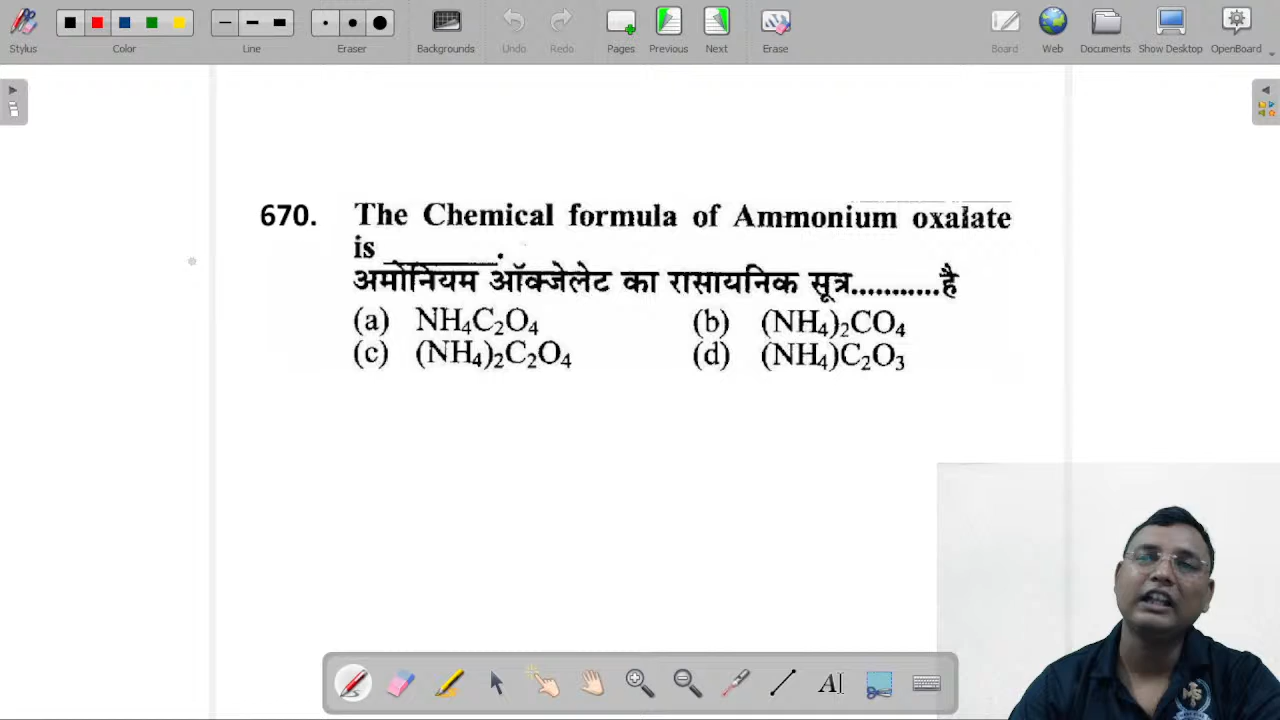 Stylus Color Line Eraser Backgrounds Undo Redo Pages Previous Next Erase Board Web Documents Show Desktop OpenBoard
670. The Chemical formula of Ammonium oxalate
is ________.
अमोंनियम ऑक्जेलेट का रासायनिक सूत्र...........है
(a) NH₄C₂O₄ (b) (NH₄)₂CO₄
(c) (NH₄)₂C₂O₄ (d) (NH₄)C₂O₃